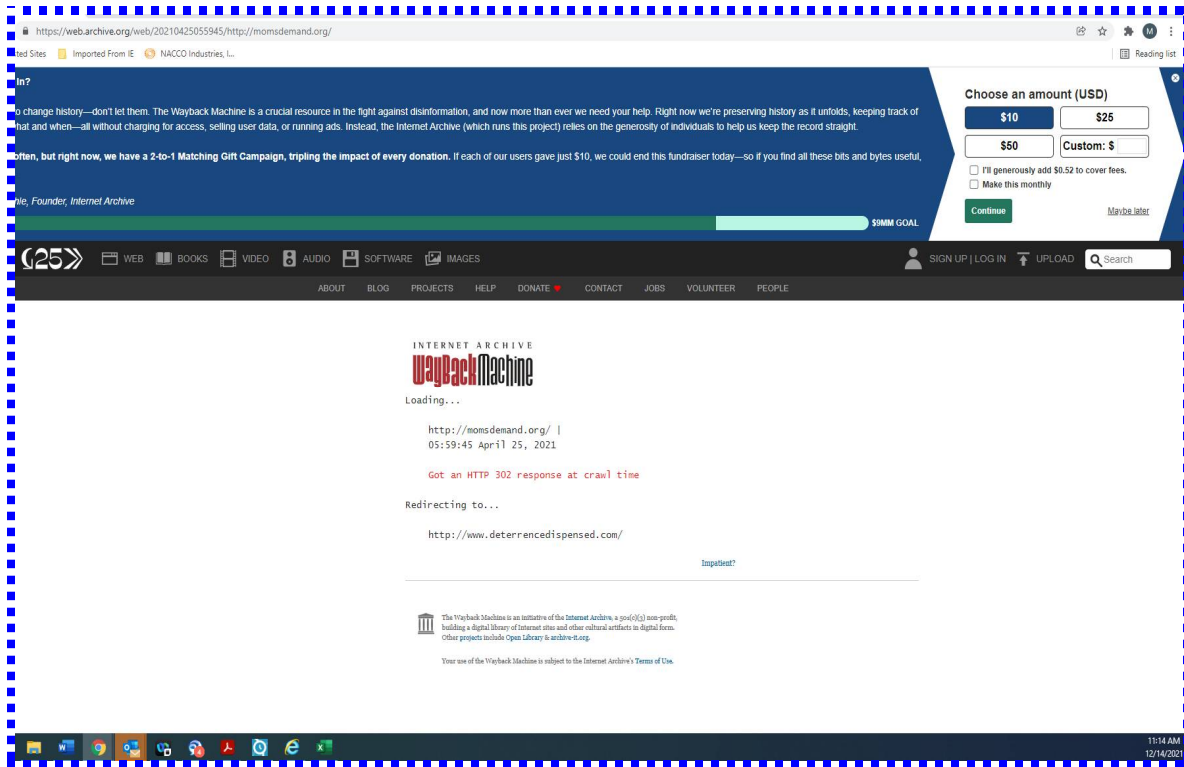 https://web.archive.org/web/20210425055945/http://momsdemand.org/
M
ted Sites Imported From IE NACCO Industries, I... Reading list
In?
o change history—don't let them. The Wayback Machine is a crucial resource in the fight against disinformation, and now more than ever we need your help. Right now we're preserving history as it unfolds, keeping track of
hat and when—all without charging for access, selling user data, or running ads. Instead, the Internet Archive (which runs this project) relies on the generosity of individuals to help us keep the record straight.
often, but right now, we have a 2-to-1 Matching Gift Campaign, tripling the impact of every donation. If each of our users gave just $10, we could end this fundraiser today—so if you find all these bits and bytes useful,
hle, Founder, Internet Archive
$9MM GOAL
Choose an amount (USD)
$10 $25
$50 Custom: $
I'll generously add $0.52 to cover fees.
Make this monthly
Continue Maybe later
25 WEB BOOKS VIDEO AUDIO SOFTWARE IMAGES SIGN UP | LOG IN UPLOAD Search
ABOUT BLOG PROJECTS HELP DONATE CONTACT JOBS VOLUNTEER PEOPLE
INTERNET ARCHIVE
WayBackMachine
Loading...
http://momsdemand.org/ |
05:59:45 April 25, 2021
Got an HTTP 302 response at crawl time
Redirecting to...
http://www.deterrencedispensed.com/
Impatient?
The Wayback Machine is an initiative of the Internet Archive, a 501(c)(3) non-profit,
building a digital library of Internet sites and other cultural artifacts in digital form.
Other projects include Open Library & archive-it.org.
Your use of the Wayback Machine is subject to the Internet Archive's Terms of Use.
11:14 AM
12/14/2021